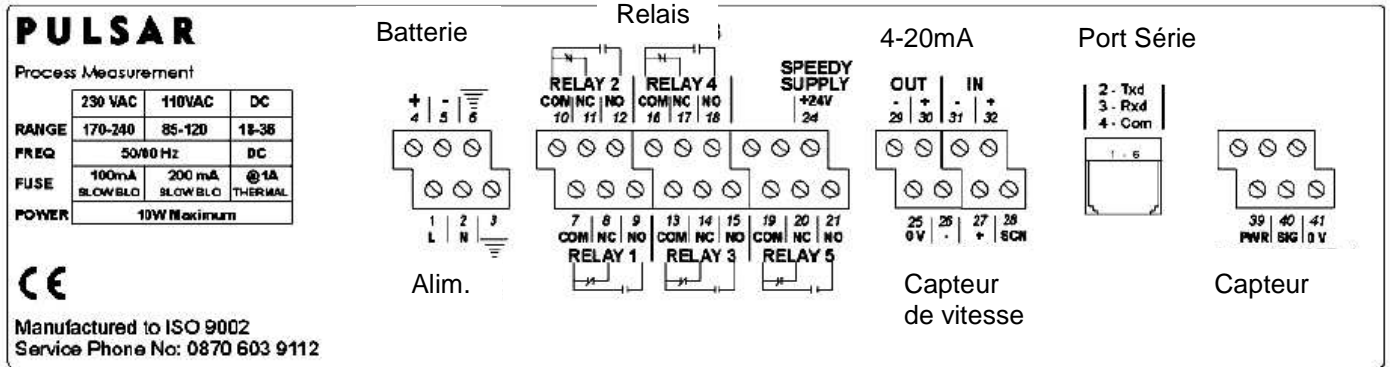 PULSAR
Process Measurement
230 VAC 110VAC DC
RANGE 170-240 85-120 18-36
FREQ 50/60 Hz DC
FUSE 100mA SLOW BLO 200 mA SLOW BLO @1A THERMAL
POWER 10W Maximum
CE
Manufactured to ISO 9002
Service Phone No: 0870 603 9112
Batterie
+ -
4 5 6
1 2 3
L N
Alim.
Relais
RELAY 2 RELAY 4
COM NC NO COM NC NO
10 11 12 16 17 18
SPEEDY
SUPPLY
+24V
24
7 8 9 13 14 15 19 20 21
COM NC NO COM NC NO COM NC NO
RELAY 1 RELAY 3 RELAY 5
4-20mA
OUT IN
- + - +
29 30 31 32
25 26 27 28
0V - + SCN
Capteur
de vitesse
Port Série
2 - Txd
3 - Rxd
4 - Com
1 - 6
39 40 41
PWR SIG 0 V
Capteur